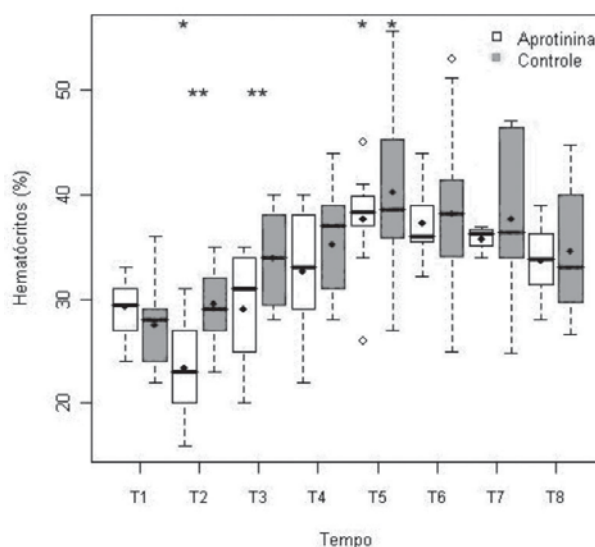 * * *
** **
Aprotinina
Controle
Hematócritos (%)
50
40
30
20
T1 T2 T3 T4 T5 T6 T7 T8
Tempo